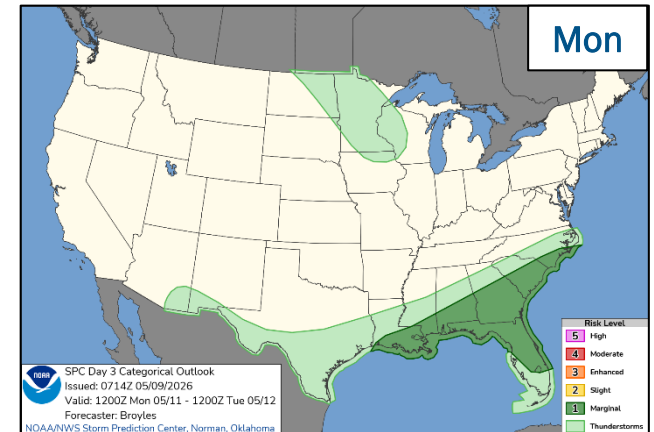 Mon
Risk Level
5 High
4 Moderate
3 Enhanced
2 Slight
1 Marginal
Thunderstorms
NOAA
SPC Day 3 Categorical Outlook
Issued: 0714Z 05/09/2026
Valid: 1200Z Mon 05/11 - 1200Z Tue 05/12
Forecaster: Broyles
NOAA/NWS Storm Prediction Center, Norman, Oklahoma